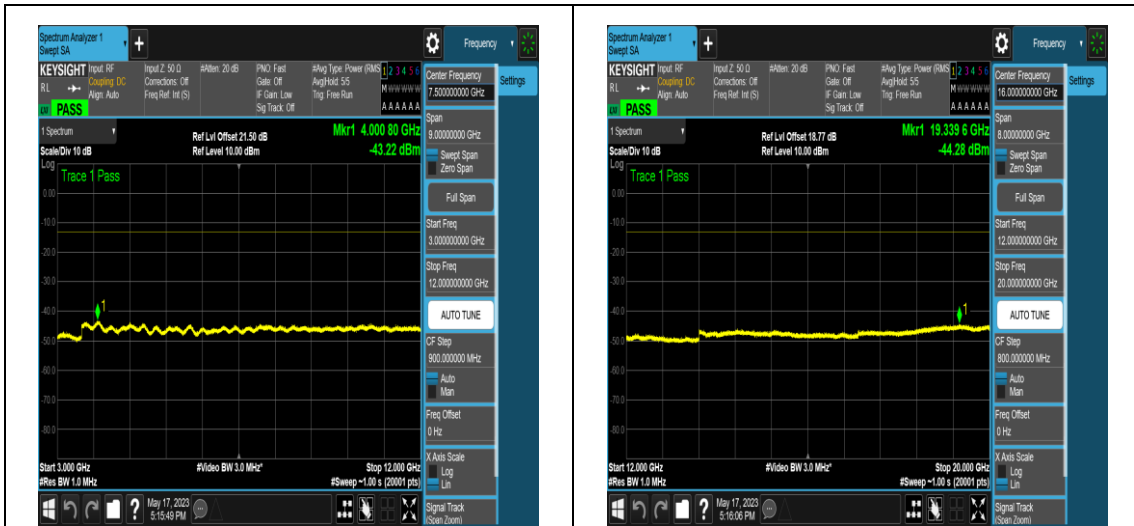 Spectrum Analyzer 1
Swept SA
+
Frequency
KEYSIGHT
RL
Input: RF
Coupling: DC
Align: Auto
Input Z: 50 Ω
Corrections: Off
Freq Ref: Int (S)
#Atten: 20 dB
PNO: Fast
Gate: Off
IF Gain: Low
Sig Track: Off
#Avg Type: Power (RMS
Avg|Hold: 5/5
Trig: Free Run
1 2 3 4 5 6
M W W W W W
A A A A A A
PASS
1 Spectrum
Scale/Div 10 dB
Ref Lvl Offset 21.50 dB
Ref Level 10.00 dBm
Mkr1 4.000 80 GHz
-43.22 dBm
Log
Trace 1 Pass
0.00
-10.0
-20.0
-30.0
-40.0
-50.0
-60.0
-70.0
-80.0
1
Start 3.000 GHz
#Res BW 1.0 MHz
#Video BW 3.0 MHz*
Stop 12.000 GHz
#Sweep ~1.00 s (20001 pts)
Center Frequency
7.500000000 GHz
Settings
Span
9.00000000 GHz
Swept Span
Zero Span
Full Span
Start Freq
3.000000000 GHz
Stop Freq
12.000000000 GHz
AUTO TUNE
CF Step
900.000000 MHz
Auto
Man
Freq Offset
0 Hz
X Axis Scale
Log
Lin
Signal Track
(Span Zoom)
?
May 17, 2023
5:15:49 PM
Spectrum Analyzer 1
Swept SA
+
Frequency
KEYSIGHT
RL
Input: RF
Coupling: DC
Align: Auto
Input Z: 50 Ω
Corrections: Off
Freq Ref: Int (S)
#Atten: 20 dB
PNO: Fast
Gate: Off
IF Gain: Low
Sig Track: Off
#Avg Type: Power (RMS
Avg|Hold: 5/5
Trig: Free Run
1 2 3 4 5 6
M W W W W W
A A A A A A
PASS
1 Spectrum
Scale/Div 10 dB
Ref Lvl Offset 18.77 dB
Ref Level 10.00 dBm
Mkr1 19.339 6 GHz
-44.28 dBm
Log
Trace 1 Pass
0.00
-10.0
-20.0
-30.0
-40.0
-50.0
-60.0
-70.0
-80.0
1
Start 12.000 GHz
#Res BW 1.0 MHz
#Video BW 3.0 MHz*
Stop 20.000 GHz
#Sweep ~1.00 s (20001 pts)
Center Frequency
16.000000000 GHz
Settings
Span
8.00000000 GHz
Swept Span
Zero Span
Full Span
Start Freq
12.000000000 GHz
Stop Freq
20.000000000 GHz
AUTO TUNE
CF Step
800.000000 MHz
Auto
Man
Freq Offset
0 Hz
X Axis Scale
Log
Lin
Signal Track
(Span Zoom)
?
May 17, 2023
5:16:06 PM